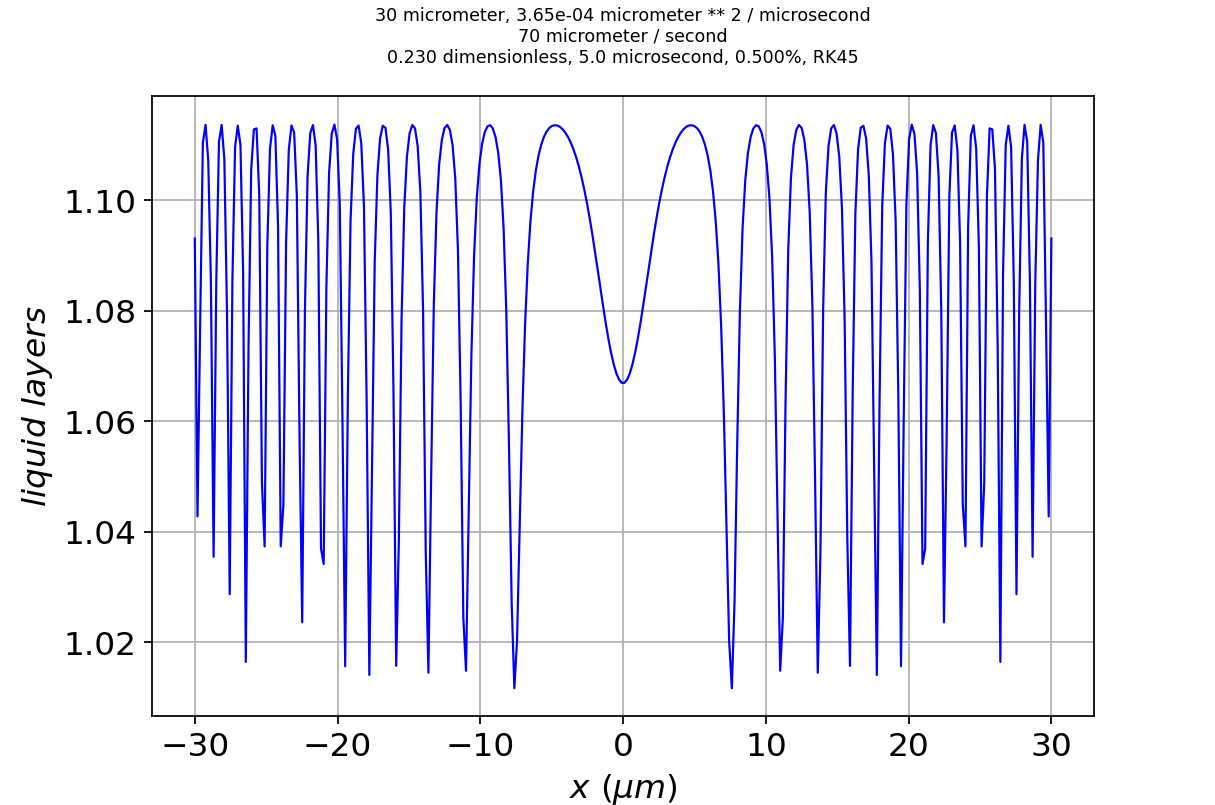 30 micrometer, 3.65e-04 micrometer ** 2 / microsecond
70 micrometer / second
0.230 dimensionless, 5.0 microsecond, 0.500%, RK45
1.10
1.08
1.06
1.04
1.02
liquid layers
−30 −20 −10 0 10 20 30
x (μm)